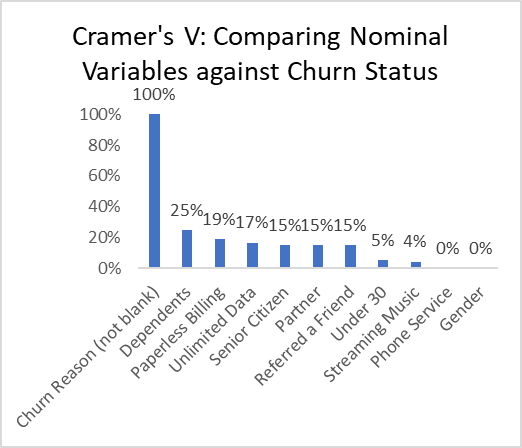 Cramer's V: Comparing Nominal
Variables against Churn Status
100%
25%
19%
17%
15%
15%
15%
5%
4%
0%
0%
100%
80%
60%
40%
20%
0%
Churn Reason (not blank)
Dependents
Paperless Billing
Unlimited Data
Senior Citizen
Partner
Referred a Friend
Under 30
Streaming Music
Phone Service
Gender